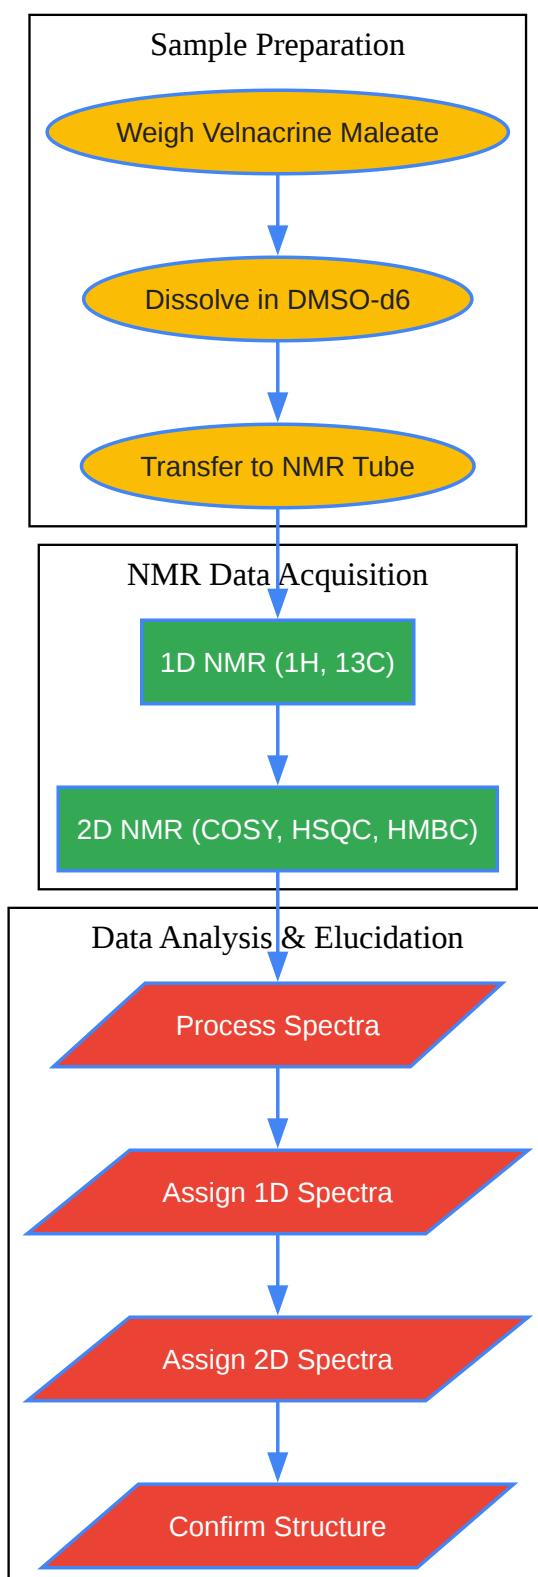 Sample Preparation
Weigh Velnacrine Maleate
Dissolve in DMSO-d6
Transfer to NMR Tube
NMR Data Acquisition
1D NMR (1H, 13C)
2D NMR (COSY, HSQC, HMBC)
Data Analysis & Elucidation
Process Spectra
Assign 1D Spectra
Assign 2D Spectra
Confirm Structure